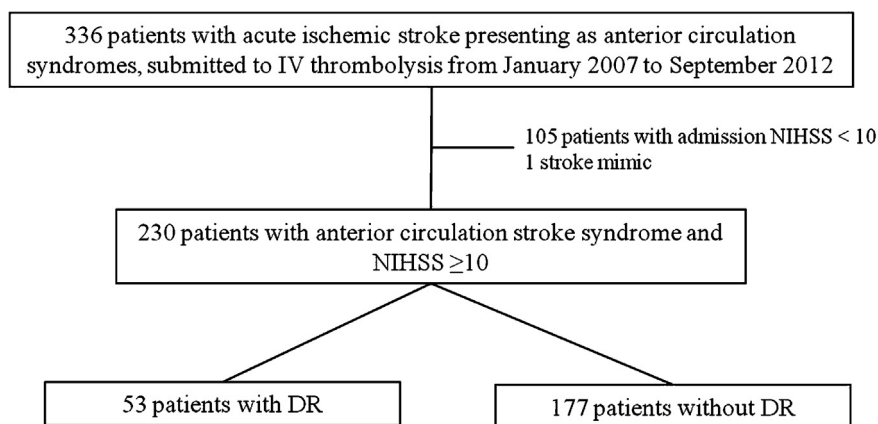 336 patients with acute ischemic stroke presenting as anterior circulation
syndromes, submitted to IV thrombolysis from January 2007 to September 2012
105 patients with admission NIHSS < 10
1 stroke mimic
230 patients with anterior circulation stroke syndrome and
NIHSS ≥10
53 patients with DR
177 patients without DR